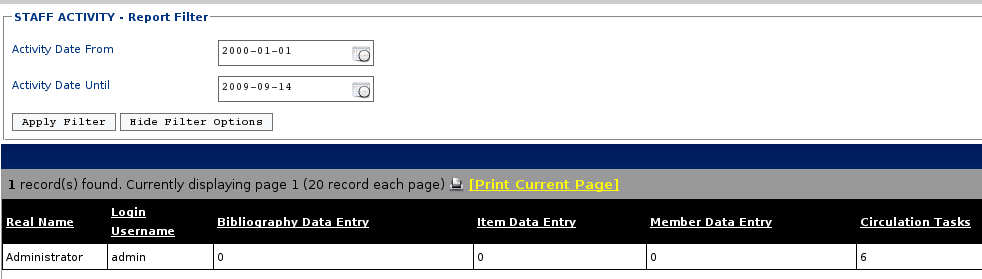 STAFF ACTIVITY - Report Filter
Activity Date From 2000-01-01
Activity Date Until 2009-09-14
Apply Filter Hide Filter Options
1 record(s) found. Currently displaying page 1 (20 record each page) [Print Current Page]
Real Name Login Username Bibliography Data Entry Item Data Entry Member Data Entry Circulation Tasks
Administrator admin 0 0 0 6